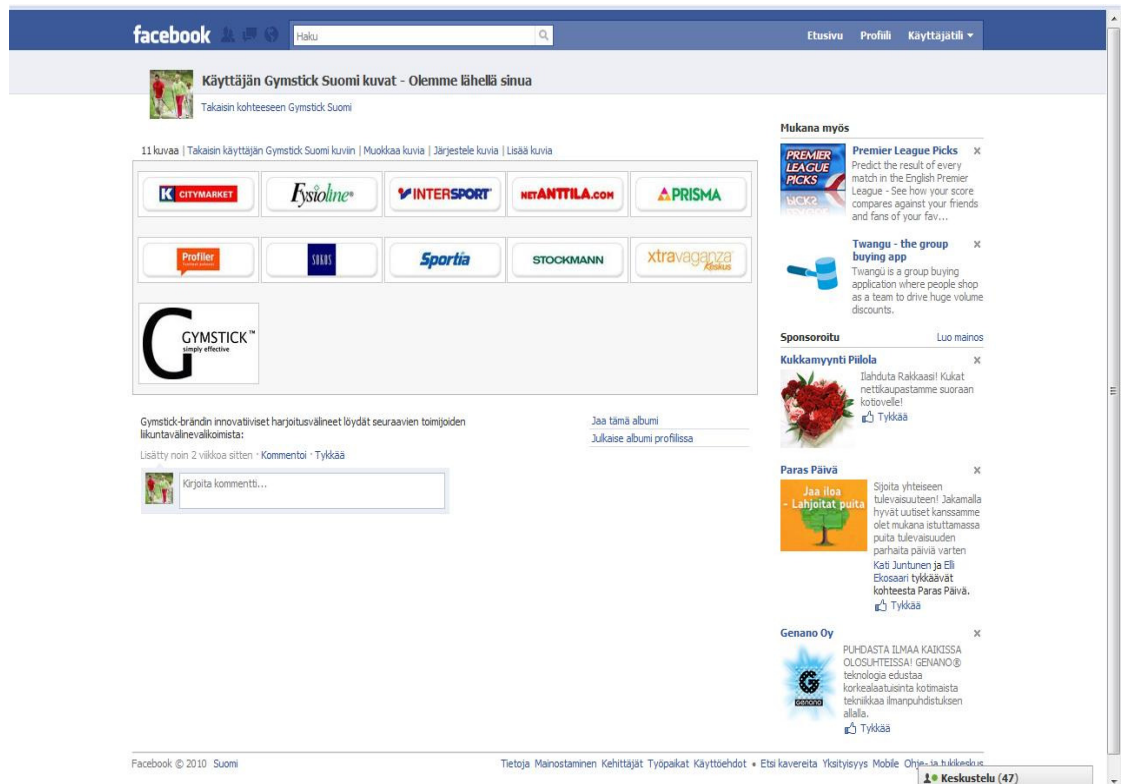 facebook
Haku
Etusivu Profiili Käyttäjätili
Käyttäjän Gymstick Suomi kuvat - Olemme lähellä sinua
Takaisin kohteeseen Gymstick Suomi
11 kuvaa | Takaisin käyttäjän Gymstick Suomi kuviin | Muokkaa kuvia | Järjestele kuvia | Lisää kuvia
K CITYMARKET
Fysioline®
INTERSPORT
NETANTTILA.COM
PRISMA
Profiler
SOKOS
Sportia
STOCKMANN
xtravaganza
Keskus
G GYMSTICK™
simply effective
Gymstick-brändin innovatiiviset harjoitusvälineet löydät seuraavien toimijoiden
liikuntavälinevalikoimista:
Lisätty noin 2 viikkoa sitten · Kommentoi · Tykkää
Kirjoita kommentti...
Jaa tämä albumi
Julkaise albumi profiilissa
Mukana myös
PREMIER
LEAGUE
PICKS
Premier League Picks x
Predict the result of every
match in the English Premier
League - See how your score
compares against your friends
and fans of your fav...
Twangu - the group x
buying app
Twangü is a group buying
application where people shop
as a team to drive huge volume
discounts.
Sponsoroitu Luo mainos
Kukkamyynti Piilola x
Ilahduta Rakkaasi! Kukat
nettikaupastamme suoraan
kotiovelle!
Tykkää
Paras Päivä x
Jaa iloa
- Lahjoitat puita
Sijoita yhteiseen
tulevaisuuteen! Jakamalla
hyvät uutiset kanssamme
olet mukana istuttamassa
puita tulevaisuuden
parhaita päiviä varten
Kati Juntunen ja Elli
Ekosaari tykkäävät
kohteesta Paras Päivä.
Tykkää
Genano Oy x
G
genano
PUHDASTA ILMAA KAIKISSA
OLOSUHTEISSA! GENANO®
teknologia edustaa
korkealaatuisinta kotimaista
tekniikkaa ilmanpuhdistuksen
allalla.
Tykkää
Facebook © 2010 Suomi
Tietoja Mainostaminen Kehittäjät Työpaikat Käyttöehdot • Etsi kavereita Yksityisyys Mobile Ohje- ja tukikeskus
Keskustelu (47)